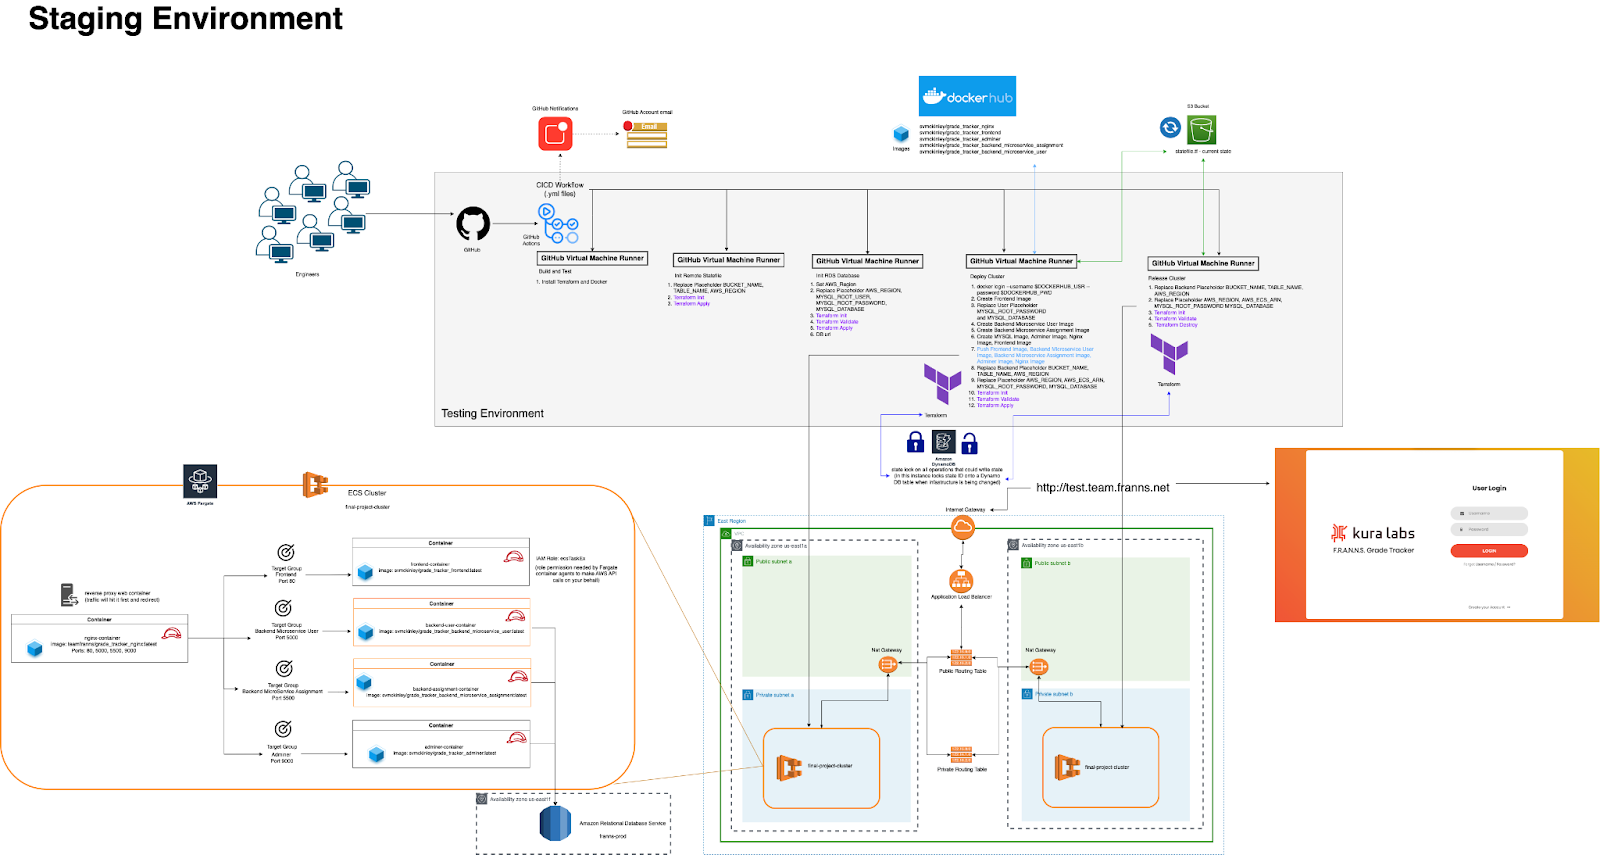 Staging Environment
dockerhub
GitHub Notifications
GitHub Account email
Email
Images
svmckinley/grade_tracker_nginx
svmckinley/grade_tracker_frontend
svmckinley/grade_tracker_adminer
svmckinley/grade_tracker_backend_microservice_assignment
svmckinley/grade_tracker_backend_microservice_user
S3 Bucket
statefile.tf - current state
Engineers
GitHub
CICD Workflow
(.yml files)
GitHub
Actions
GitHub Virtual Machine Runner
Build and Test
1. Install Terraform and Docker
GitHub Virtual Machine Runner
Init Remote Statefile
1. Replace Placeholder BUCKET_NAME,
TABLE_NAME, AWS_REGION
2. Terraform Init
3. Terraform Apply
GitHub Virtual Machine Runner
Init RDS Database
1. Set AWS_Region
2. Replace Placeholder AWS_REGION,
MYSQL_ROOT_USER,
MYSQL_ROOT_PASSWORD,
MYSQL_DATABASE
3. Terraform Init
4. Terraform Validate
5. Terraform Apply
6. DB url
GitHub Virtual Machine Runner
Deploy Cluster
1. docker login --username $DOCKERHUB_USR --
password $DOCKERHUB_PWD
2. Create Frontend Image
3. Replace User Placeholder
MYSQL_ROOT_PASSWORD
and MYSQL_DATABASE
4. Create Backend Microservice User Image
5. Create Backend Microservice Assignment Image
6. Create MYSQL Image, Adminer Image, Nginx
Image, Frontend Image
7. Push Frontend Image, Backend Microservice User
Image, Backend Microservice Assignment Image,
Adminer Image, Nginx Image
8. Replace Backend Placeholder BUCKET_NAME,
TABLE_NAME, AWS_REGION
9. Replace Placeholder AWS_REGION, AWS_ECS_ARN,
MYSQL_ROOT_PASSWORD, MYSQL_DATABASE
10. Terraform Init
11. Terraform Validate
12. Terraform Apply
GitHub Virtual Machine Runner
Release Cluster
1. Replace Backend Placeholder BUCKET_NAME, TABLE_NAME,
AWS_REGION
2. Replace Placeholder AWS_REGION, AWS_ECS_ARN,
MYSQL_ROOT_PASSWORD MYSQL_DATABASE
3. Terraform Init
4. Terraform Validate
5. Terraform Destroy
Terraform
Terraform
Testing Environment
Amazon
DynamoDB
state lock on all operations that could write state
(in this instance locks state ID onto a Dynamo
DB table when infrastructure is being changed)
http://test.team.franns.net
Internet Gateway
User Login
Username
Password
LOGIN
kura labs
F.R.A.N.N.S. Grade Tracker
Forgot Username / Password?
Create your Account
AWS Fargate
ECS Cluster
final-project-cluster
reverse proxy web container
(traffic will hit it first and redirect)
Container
nginx-container
image: teamfranns/grade_tracker_nginx:latest
Ports: 80, 5000, 5500, 9000
Target Group
Frontend
Port 80
Container
frontend-container
image: svmckinley/grade_tracker_frontend:latest
(role permission needed by Fargate
container agents to make AWS API
calls on your behalf)
Target Group
Backend Microservice User
Port 5000
Container
backend-user-container
image: svmckinley/grade_tracker_backend_microservice_user:latest
Target Group
Backend MicroService Assignment
Port 5500
Container
backend-assignment-container
image: svmckinley/grade_tracker_backend_microservice_assignment:latest
Target Group
Adminer
Port 9000
Container
adminer-container
image: svmckinley/grade_tracker_adminer:latest
Availability zone us-east1f
Amazon Relational Database Service
franns-prod
East Region
VPC
Availability zone us-east1a
Public subnet a
Nat Gateway
Private subnet a
final-project-cluster
Application Load Balancer
Public Routing Table
Private Routing Table
Availability zone us-east1b
Public subnet b
Nat Gateway
Private subnet b
final-project-cluster